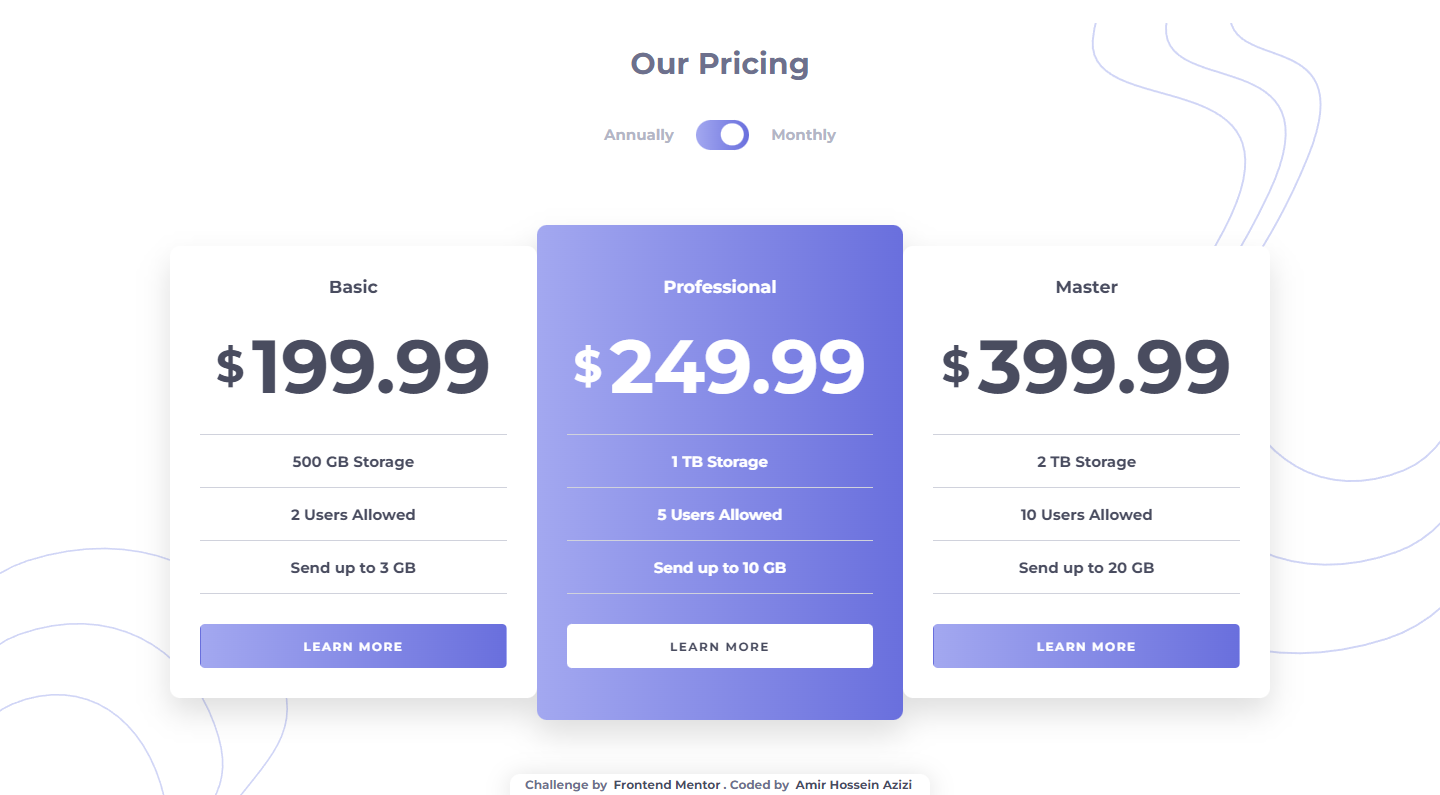 Our Pricing
Annually Monthly
Basic
$199.99
500 GB Storage
2 Users Allowed
Send up to 3 GB
LEARN MORE
Professional
$249.99
1 TB Storage
5 Users Allowed
Send up to 10 GB
LEARN MORE
Master
$399.99
2 TB Storage
10 Users Allowed
Send up to 20 GB
LEARN MORE
Challenge by Frontend Mentor . Coded by Amir Hossein Azizi